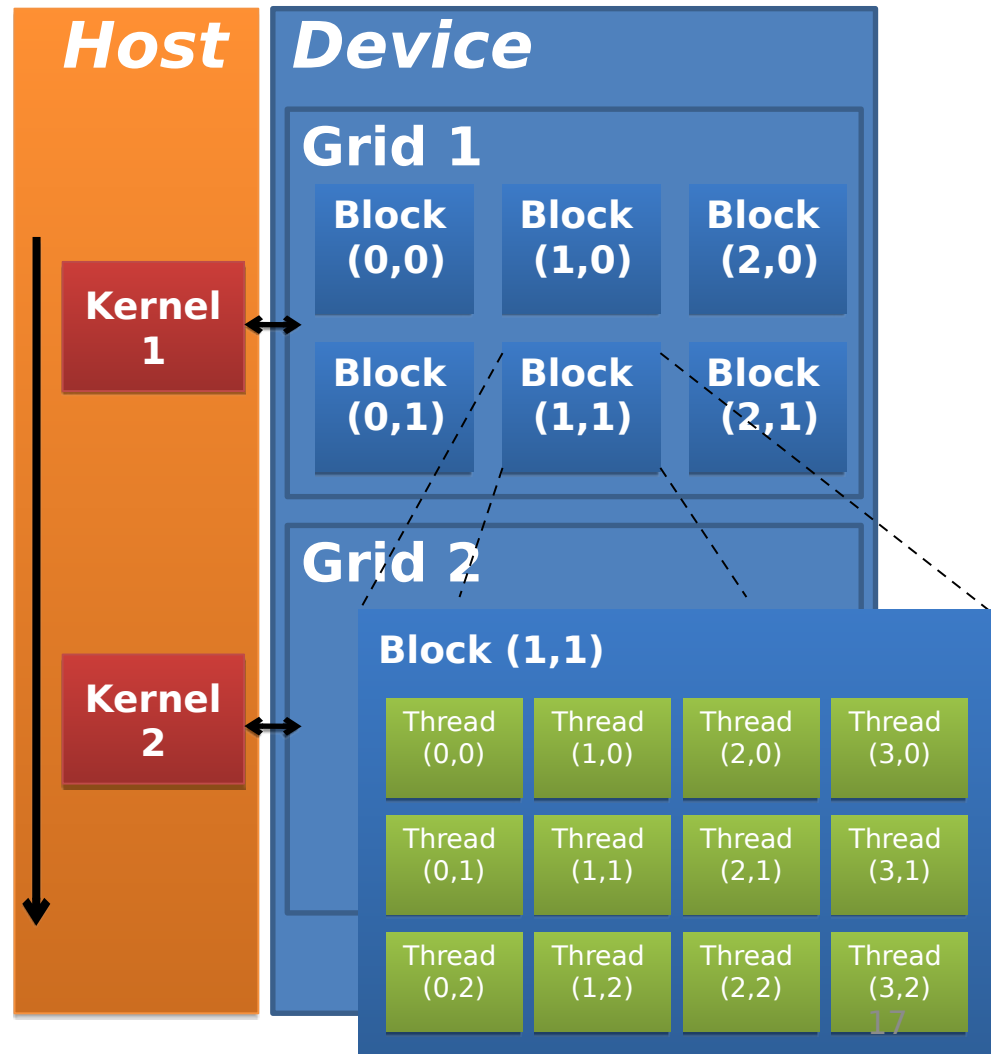 Host
Device
Grid 1
Block
(0,0)
Block
(1,0)
Block
(2,0)
Kernel
1
Block
(0,1)
Block
(1,1)
Block
(2,1)
Grid 2
Kernel
2
Block (1,1)
Thread
(0,0)
Thread
(1,0)
Thread
(2,0)
Thread
(3,0)
Thread
(0,1)
Thread
(1,1)
Thread
(2,1)
Thread
(3,1)
Thread
(0,2)
Thread
(1,2)
Thread
(2,2)
Thread
(3,2)
17